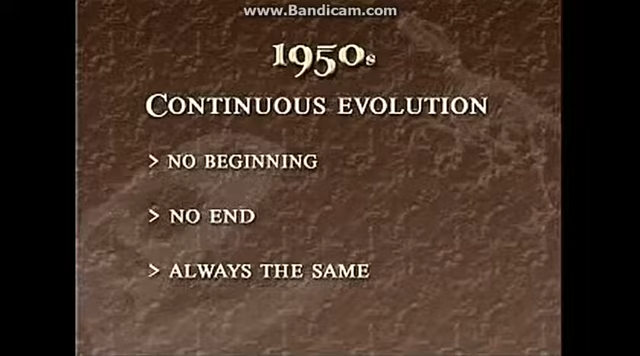 www.Bandicam.com
1950s
CONTINUOUS EVOLUTION
> NO BEGINNING
> NO END
> ALWAYS THE SAME